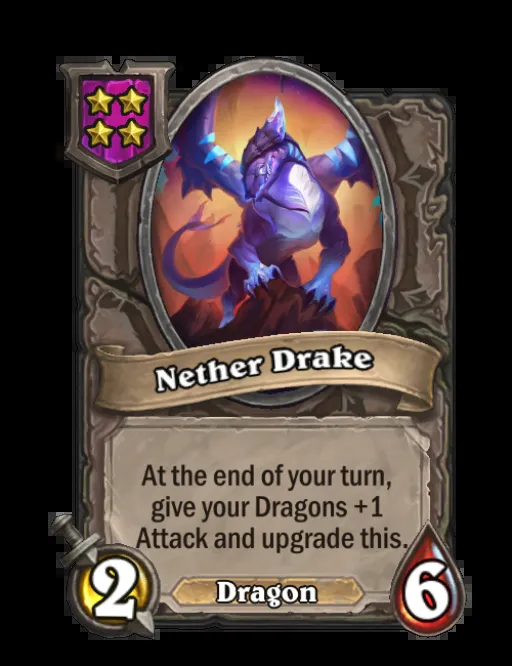 Nether Drake
At the end of your turn,
give your Dragons +1
Attack and upgrade this.
2
Dragon
6